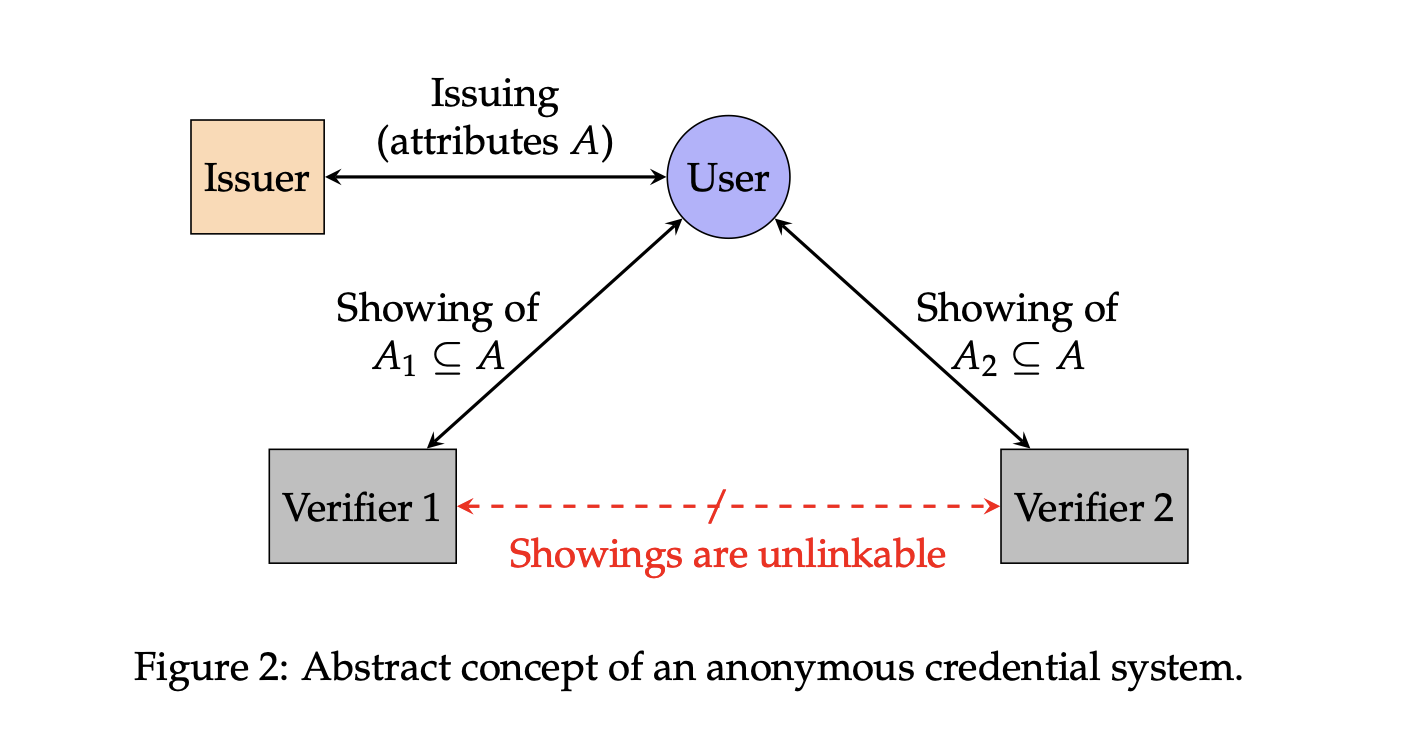 Issuing
(attributes A)
Issuer
User
Showing of
A₁ ⊆ A
Showing of
A₂ ⊆ A
Verifier 1
Verifier 2
Showings are unlinkable
Figure 2: Abstract concept of an anonymous credential system.